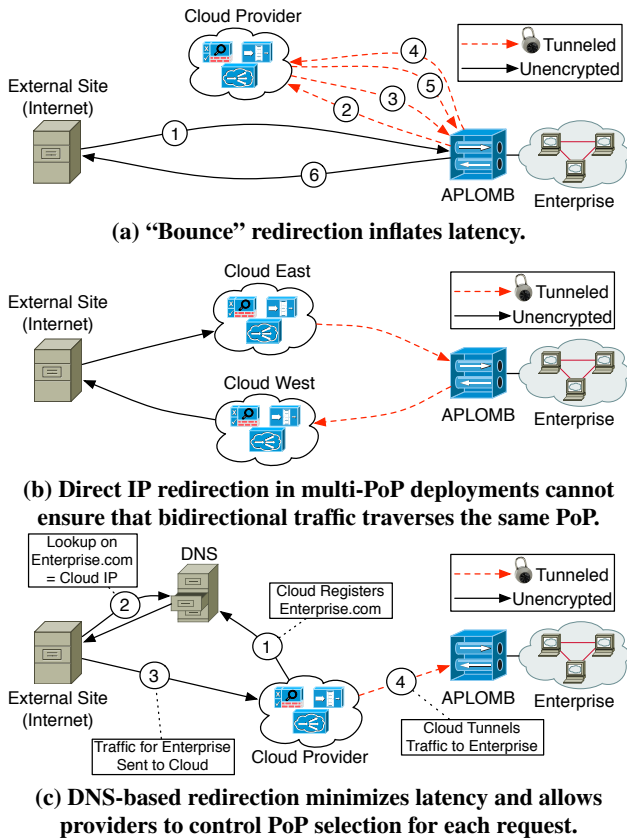 Cloud Provider
4
5
3
2
Tunneled
Unencrypted
External Site
(Internet)
1
6
APLOMB
Enterprise
(a) “Bounce” redirection inflates latency.
Cloud East
External Site
(Internet)
Tunneled
Unencrypted
Cloud West
APLOMB
Enterprise
(b) Direct IP redirection in multi-PoP deployments cannot
ensure that bidirectional traffic traverses the same PoP.
Lookup on
Enterprise.com
= Cloud IP
DNS
Tunneled
Unencrypted
2
Cloud Registers
Enterprise.com
1
3
4
External Site
(Internet)
APLOMB
Enterprise
Traffic for Enterprise
Sent to Cloud
Cloud Provider
Cloud Tunnels
Traffic to Enterprise
(c) DNS-based redirection minimizes latency and allows
providers to control PoP selection for each request.